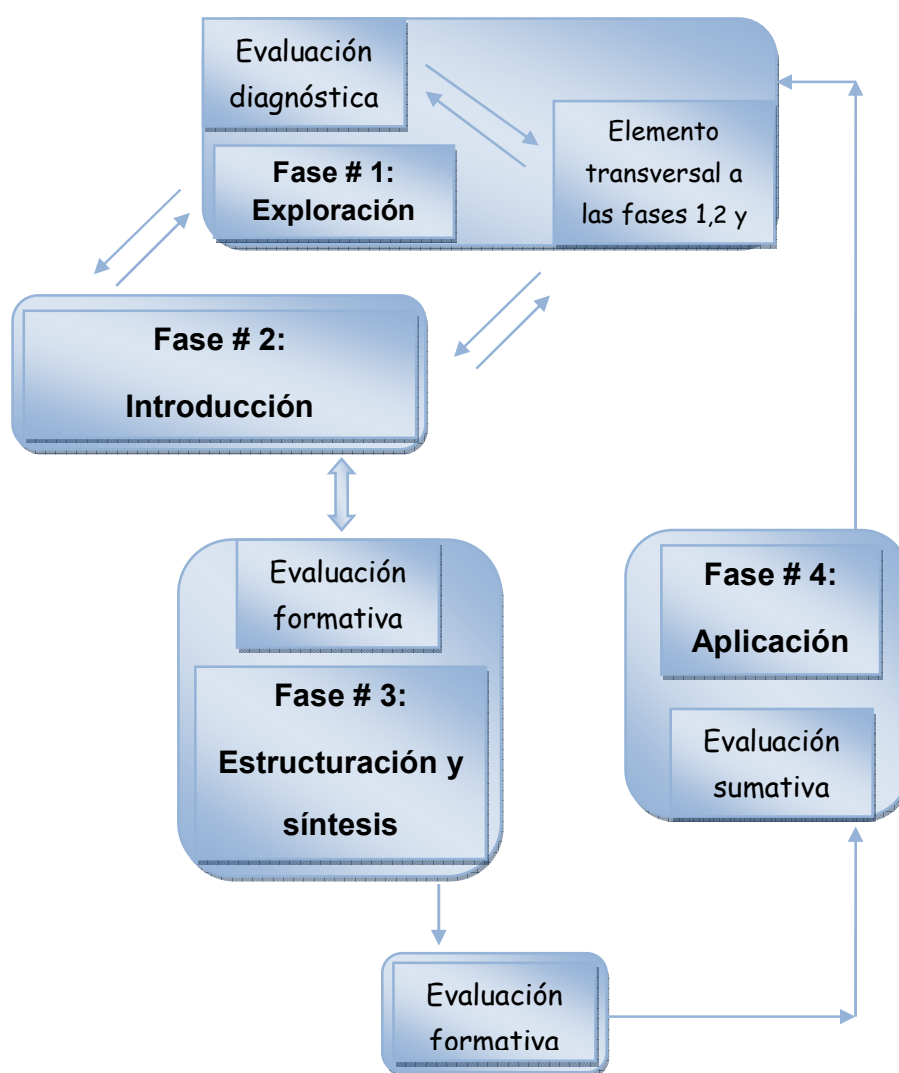 Evaluación
diagnóstica
Elemento
transversal a
las fases 1,2 y
Fase # 1:
Exploración
Fase # 2:
Introducción
Evaluación
formativa
Fase # 3:
Estructuración y
síntesis
Fase # 4:
Aplicación
Evaluación
sumativa
Evaluación
formativa